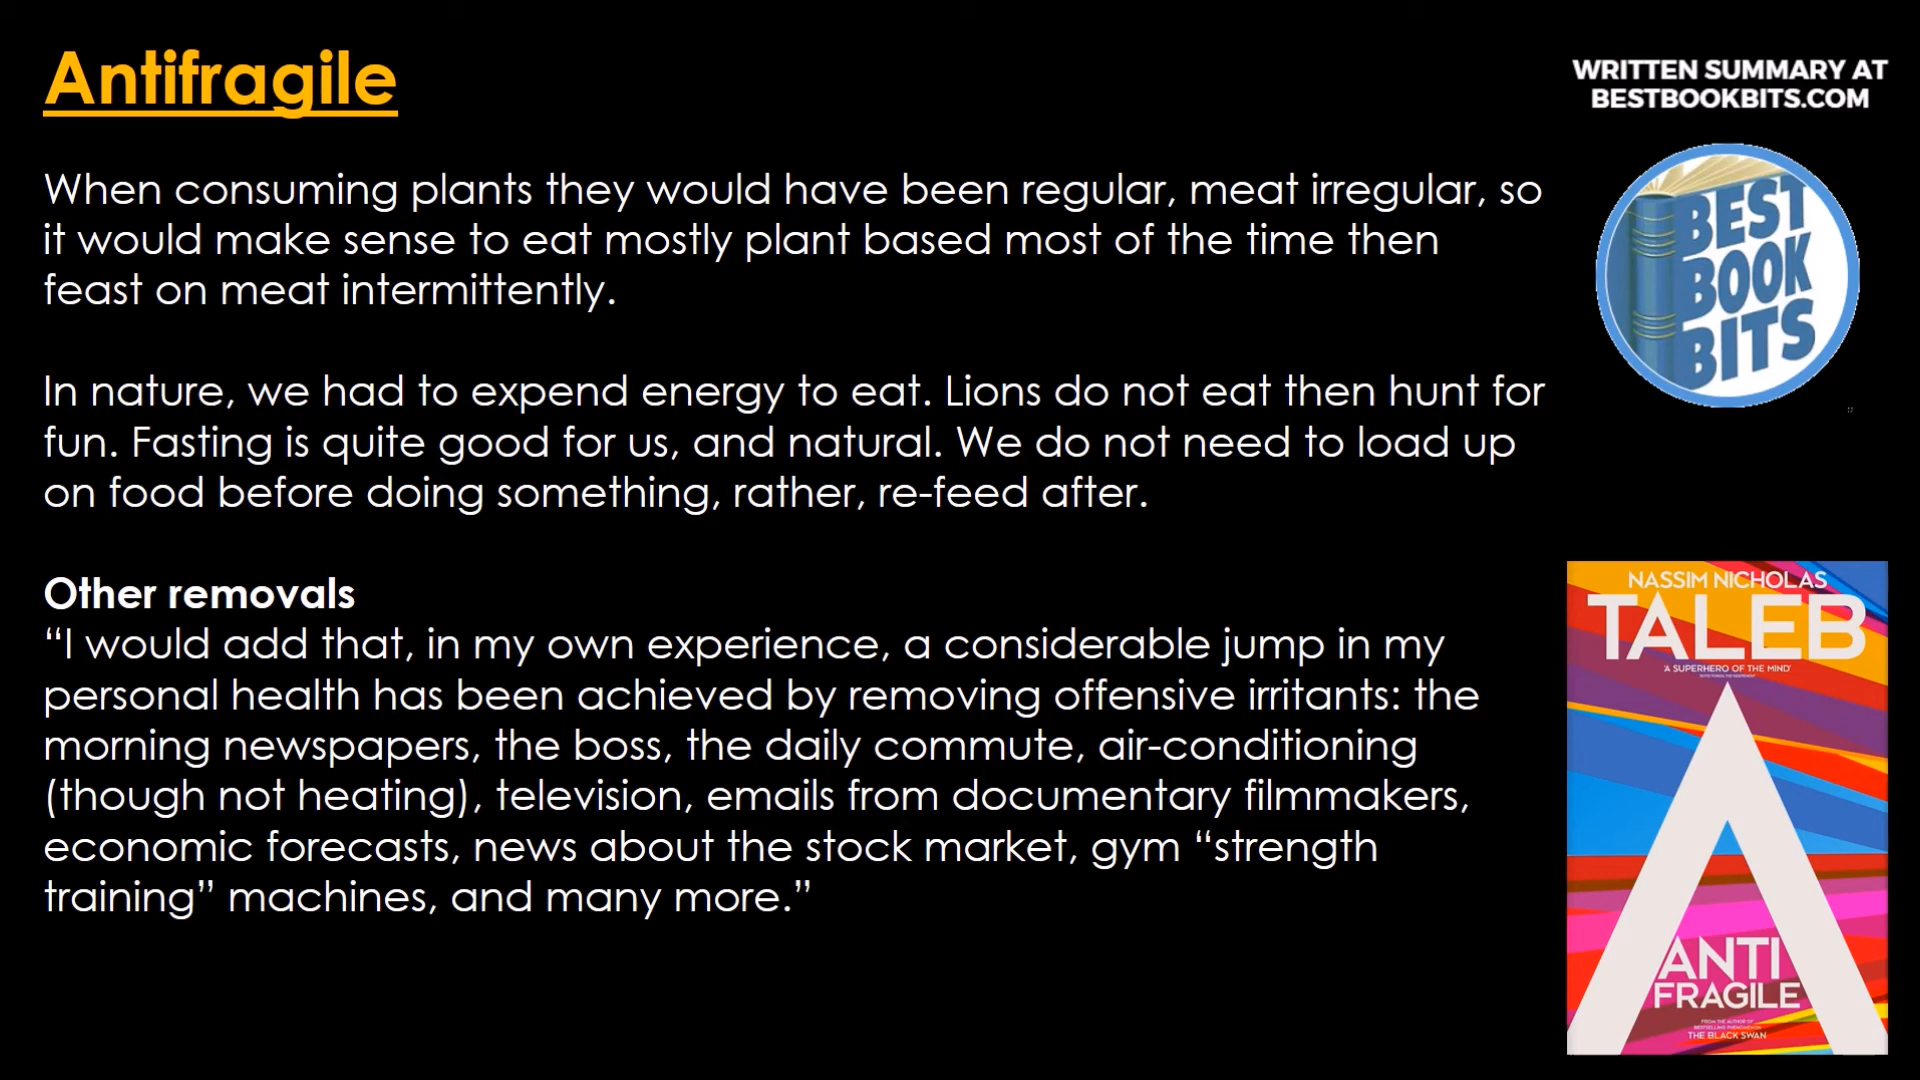 Antifragile
WRITTEN SUMMARY AT
BESTBOOKBITS.COM
When consuming plants they would have been regular, meat irregular, so
it would make sense to eat mostly plant based most of the time then
feast on meat intermittently.
In nature, we had to expend energy to eat. Lions do not eat then hunt for
fun. Fasting is quite good for us, and natural. We do not need to load up
on food before doing something, rather, re-feed after.
Other removals
“I would add that, in my own experience, a considerable jump in my
personal health has been achieved by removing offensive irritants: the
morning newspapers, the boss, the daily commute, air-conditioning
(though not heating), television, emails from documentary filmmakers,
economic forecasts, news about the stock market, gym “strength
training” machines, and many more.”
BEST
BOOK
BITS
NASSIM NICHOLAS
TALEB
'A SUPERHERO OF THE MIND'
ANTI
FRAGILE
FROM THE AUTHOR OF
BESTSELLING PHENOMENON
THE BLACK SWAN